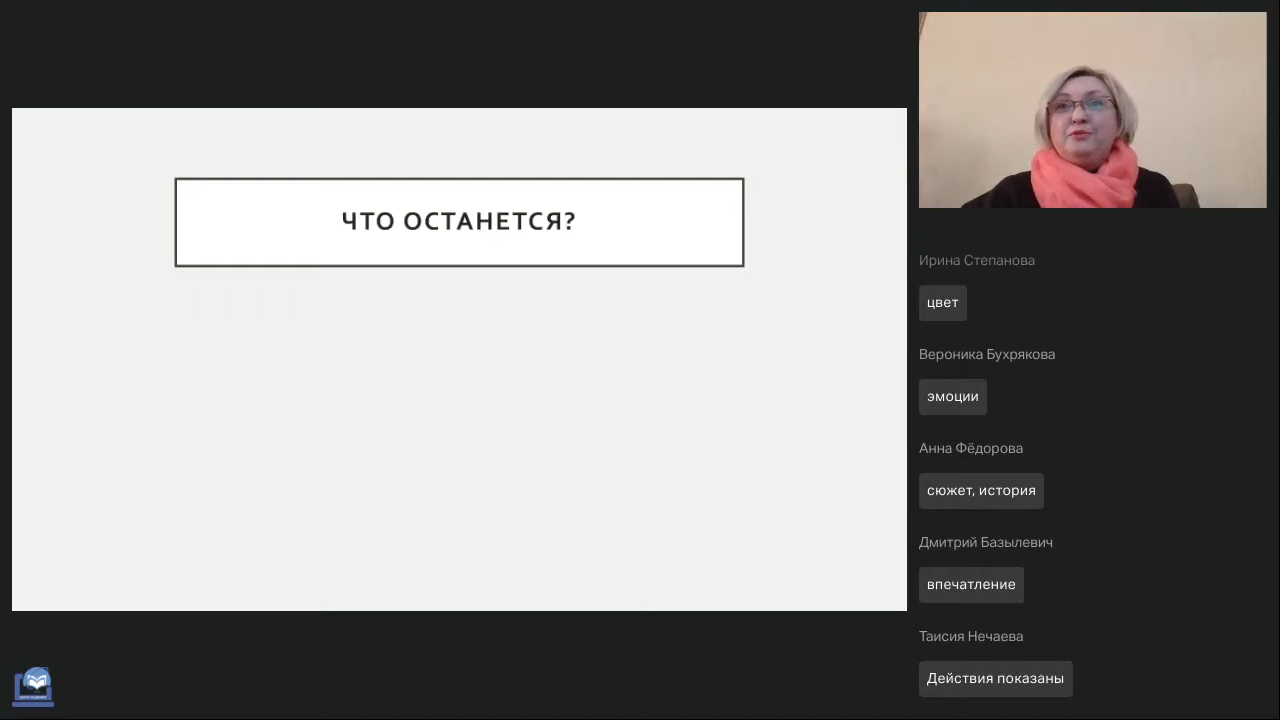 ЧТО ОСТАНЕТСЯ?
Ирина Степанова
цвет
Вероника Бухрякова
эмоции
Анна Фёдорова
сюжет, история
Дмитрий Базылевич
впечатление
Таисия Нечаева
Действия показаны